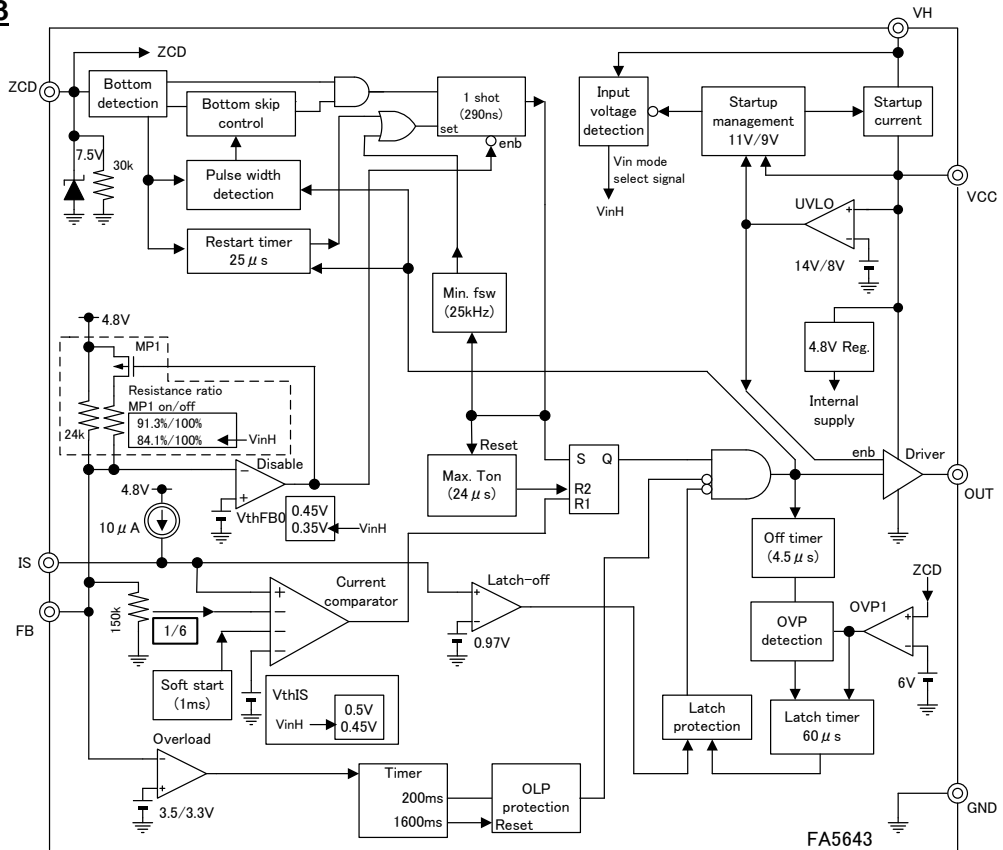 B
VH
ZCD
ZCD
Bottom
detection
Bottom skip
control
1 shot
(290ns)
set
enb
Input
voltage
detection
Startup
management
11V/9V
Startup
current
7.5V
30k
Pulse width
detection
Vin mode
select signal
VinH
VCC
UVLO
Restart timer
25μs
14V/8V
Min. fsw
(25kHz)
4.8V
MP1
4.8V Reg.
Resistance ratio
MP1 on/off
91.3%/100%
84.1%/100%
VinH
24k
Internal
supply
Reset
Disable
Max. Ton
(24μs)
S Q
R2
R1
enb
Driver
OUT
4.8V
10μA
VthFB0
0.45V
0.35V
VinH
Off timer
(4.5μs)
IS
Current
comparator
Latch-off
ZCD
OVP1
FB
150k
1/6
0.97V
OVP
detection
6V
Soft start
(1ms)
VthIS
VinH
0.5V
0.45V
Latch
protection
Latch timer
60μs
Overload
Timer
200ms
1600ms
OLP
protection
Reset
3.5/3.3V
GND
FA5643